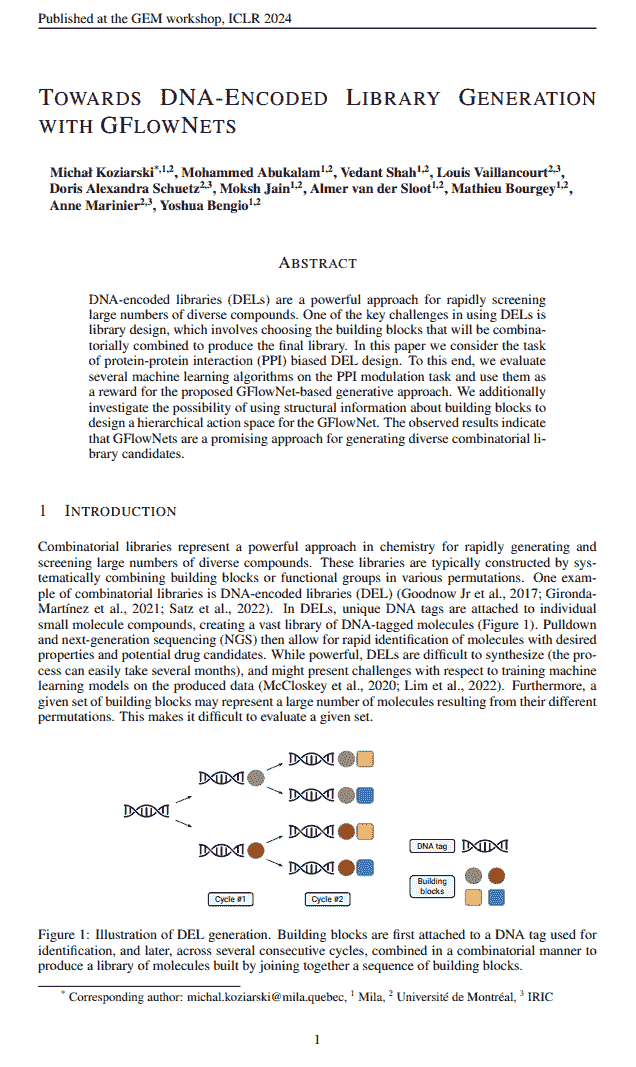 Published at the GEM workshop, ICLR 2024
TOWARDS DNA-ENCODED LIBRARY GENERATION
WITH GFLOWNETS
Michał Koziarski*,1,2, Mohammed Abukalam1,2, Vedant Shah1,2, Louis Vaillancourt2,3,
Doris Alexandra Schuetz2,3, Moksh Jain1,2, Almer van der Sloot1,2, Mathieu Bourgey1,2,
Anne Marinier2,3, Yoshua Bengio1,2
ABSTRACT
DNA-encoded libraries (DELs) are a powerful approach for rapidly screening
large numbers of diverse compounds. One of the key challenges in using DELs is
library design, which involves choosing the building blocks that will be combina-
torially combined to produce the final library. In this paper we consider the task
of protein-protein interaction (PPI) biased DEL design. To this end, we evaluate
several machine learning algorithms on the PPI modulation task and use them as
a reward for the proposed GFlowNet-based generative approach. We additionally
investigate the possibility of using structural information about building blocks to
design a hierarchical action space for the GFlowNet. The observed results indicate
that GFlowNets are a promising approach for generating diverse combinatorial li-
brary candidates.
1 INTRODUCTION
Combinatorial libraries represent a powerful approach in chemistry for rapidly generating and
screening large numbers of diverse compounds. These libraries are typically constructed by sys-
tematically combining building blocks or functional groups in various permutations. One exam-
ple of combinatorial libraries is DNA-encoded libraries (DEL) (Goodnow Jr et al., 2017; Gironda-
Martínez et al., 2021; Satz et al., 2022). In DELs, unique DNA tags are attached to individual
small molecule compounds, creating a vast library of DNA-tagged molecules (Figure 1). Pulldown
and next-generation sequencing (NGS) then allow for rapid identification of molecules with desired
properties and potential drug candidates. While powerful, DELs are difficult to synthesize (the pro-
cess can easily take several months), and might present challenges with respect to training machine
learning models on the produced data (McCloskey et al., 2020; Lim et al., 2022). Furthermore, a
given set of building blocks may represent a large number of molecules resulting from their different
permutations. This makes it difficult to evaluate a given set.
DNA tag
Building
blocks
Cycle #1
Cycle #2
Figure 1: Illustration of DEL generation. Building blocks are first attached to a DNA tag used for
identification, and later, across several consecutive cycles, combined in a combinatorial manner to
produce a library of molecules built by joining together a sequence of building blocks.
* Corresponding author: michal.koziarski@mila.quebec, 1 Mila, 2 Université de Montréal, 3 IRIC
1